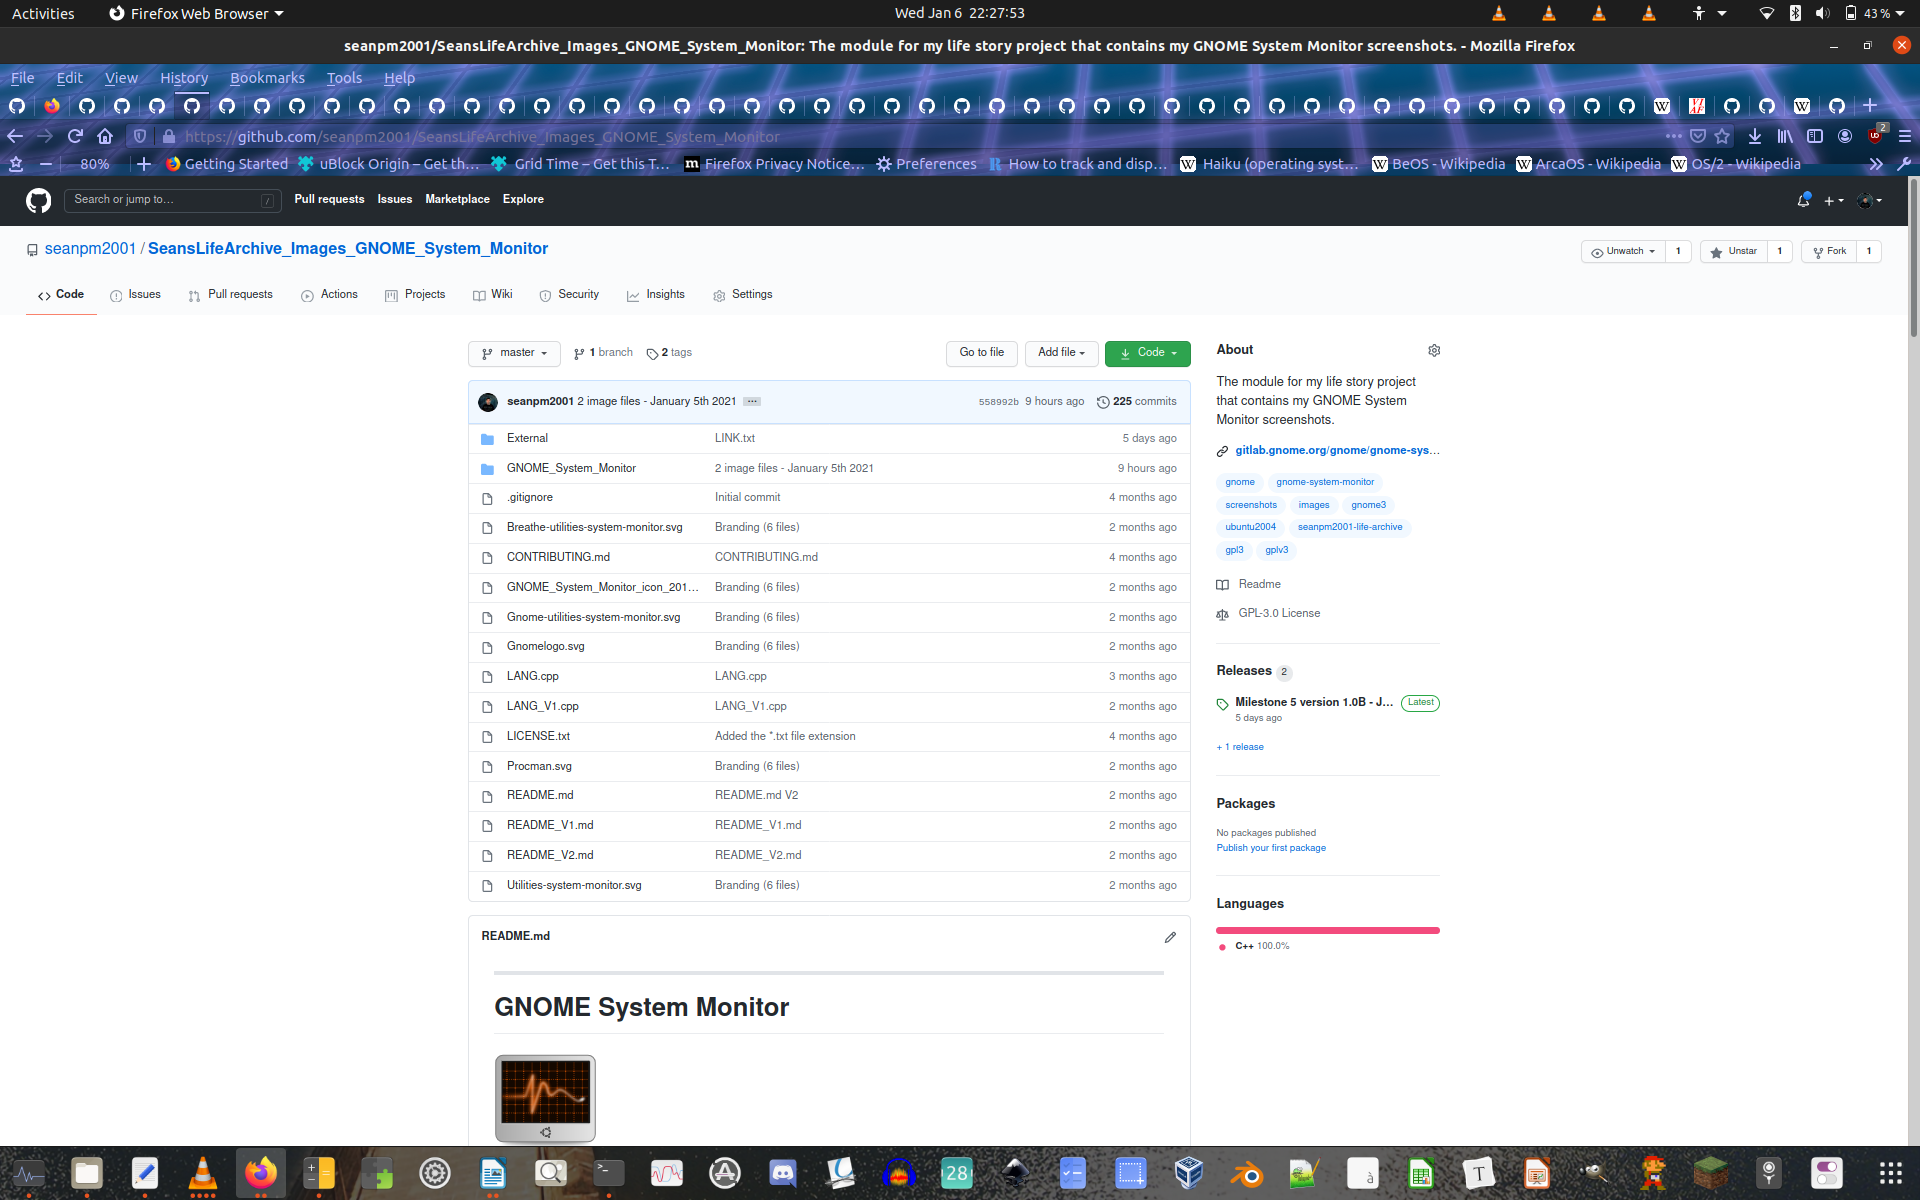 Activities
Firefox Web Browser
Wed Jan 6 22:27:53
43 %
seanpm2001/SeansLifeArchive_Images_GNOME_System_Monitor: The module for my life story project that contains my GNOME System Monitor screenshots. - Mozilla Firefox
File Edit View History Bookmarks Tools Help
https://github.com/seanpm2001/SeansLifeArchive_Images_GNOME_System_Monitor
2
80%
Getting Started
uBlock Origin – Get th…
Grid Time – Get this T…
Firefox Privacy Notice…
Preferences
How to track and disp…
Haiku (operating syst…
BeOS - Wikipedia
ArcaOS - Wikipedia
OS/2 - Wikipedia
Search or jump to… /
Pull requests Issues Marketplace Explore
seanpm2001 / SeansLifeArchive_Images_GNOME_System_Monitor
Unwatch 1 Unstar 1 Fork 1
Code Issues Pull requests Actions Projects Wiki Security Insights Settings
master 1 branch 2 tags
Go to file Add file Code
seanpm2001 2 image files - January 5th 2021 ... 558992b 9 hours ago 225 commits
External LINK.txt 5 days ago
GNOME_System_Monitor 2 image files - January 5th 2021 9 hours ago
.gitignore Initial commit 4 months ago
Breathe-utilities-system-monitor.svg Branding (6 files) 2 months ago
CONTRIBUTING.md CONTRIBUTING.md 4 months ago
GNOME_System_Monitor_icon_201… Branding (6 files) 2 months ago
Gnome-utilities-system-monitor.svg Branding (6 files) 2 months ago
Gnomelogo.svg Branding (6 files) 2 months ago
LANG.cpp LANG.cpp 3 months ago
LANG_V1.cpp LANG_V1.cpp 2 months ago
LICENSE.txt Added the *.txt file extension 4 months ago
Procman.svg Branding (6 files) 2 months ago
README.md README.md V2 2 months ago
README_V1.md README_V1.md 2 months ago
README_V2.md README_V2.md 2 months ago
Utilities-system-monitor.svg Branding (6 files) 2 months ago
README.md
GNOME System Monitor
About
The module for my life story project
that contains my GNOME System
Monitor screenshots.
gitlab.gnome.org/gnome/gnome-sys…
gnome gnome-system-monitor
screenshots images gnome3
ubuntu2004 seanpm2001-life-archive
gpl3 gplv3
Readme
GPL-3.0 License
Releases 2
Milestone 5 version 1.0B - J… Latest
5 days ago
+ 1 release
Packages
No packages published
Publish your first package
Languages
C++ 100.0%
28